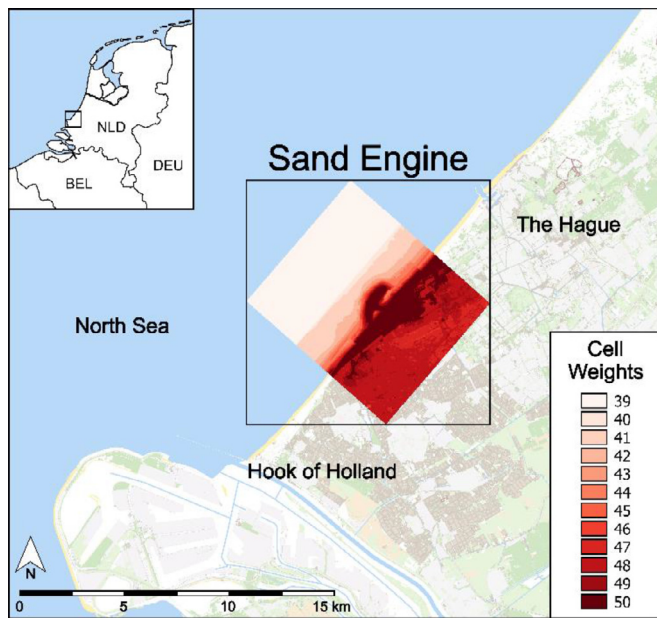 NLD
DEU
BEL
Sand Engine
The Hague
North Sea
Hook of Holland
Cell
Weights
39
40
41
42
43
44
45
46
47
48
49
50
N
0 5 10 15 km